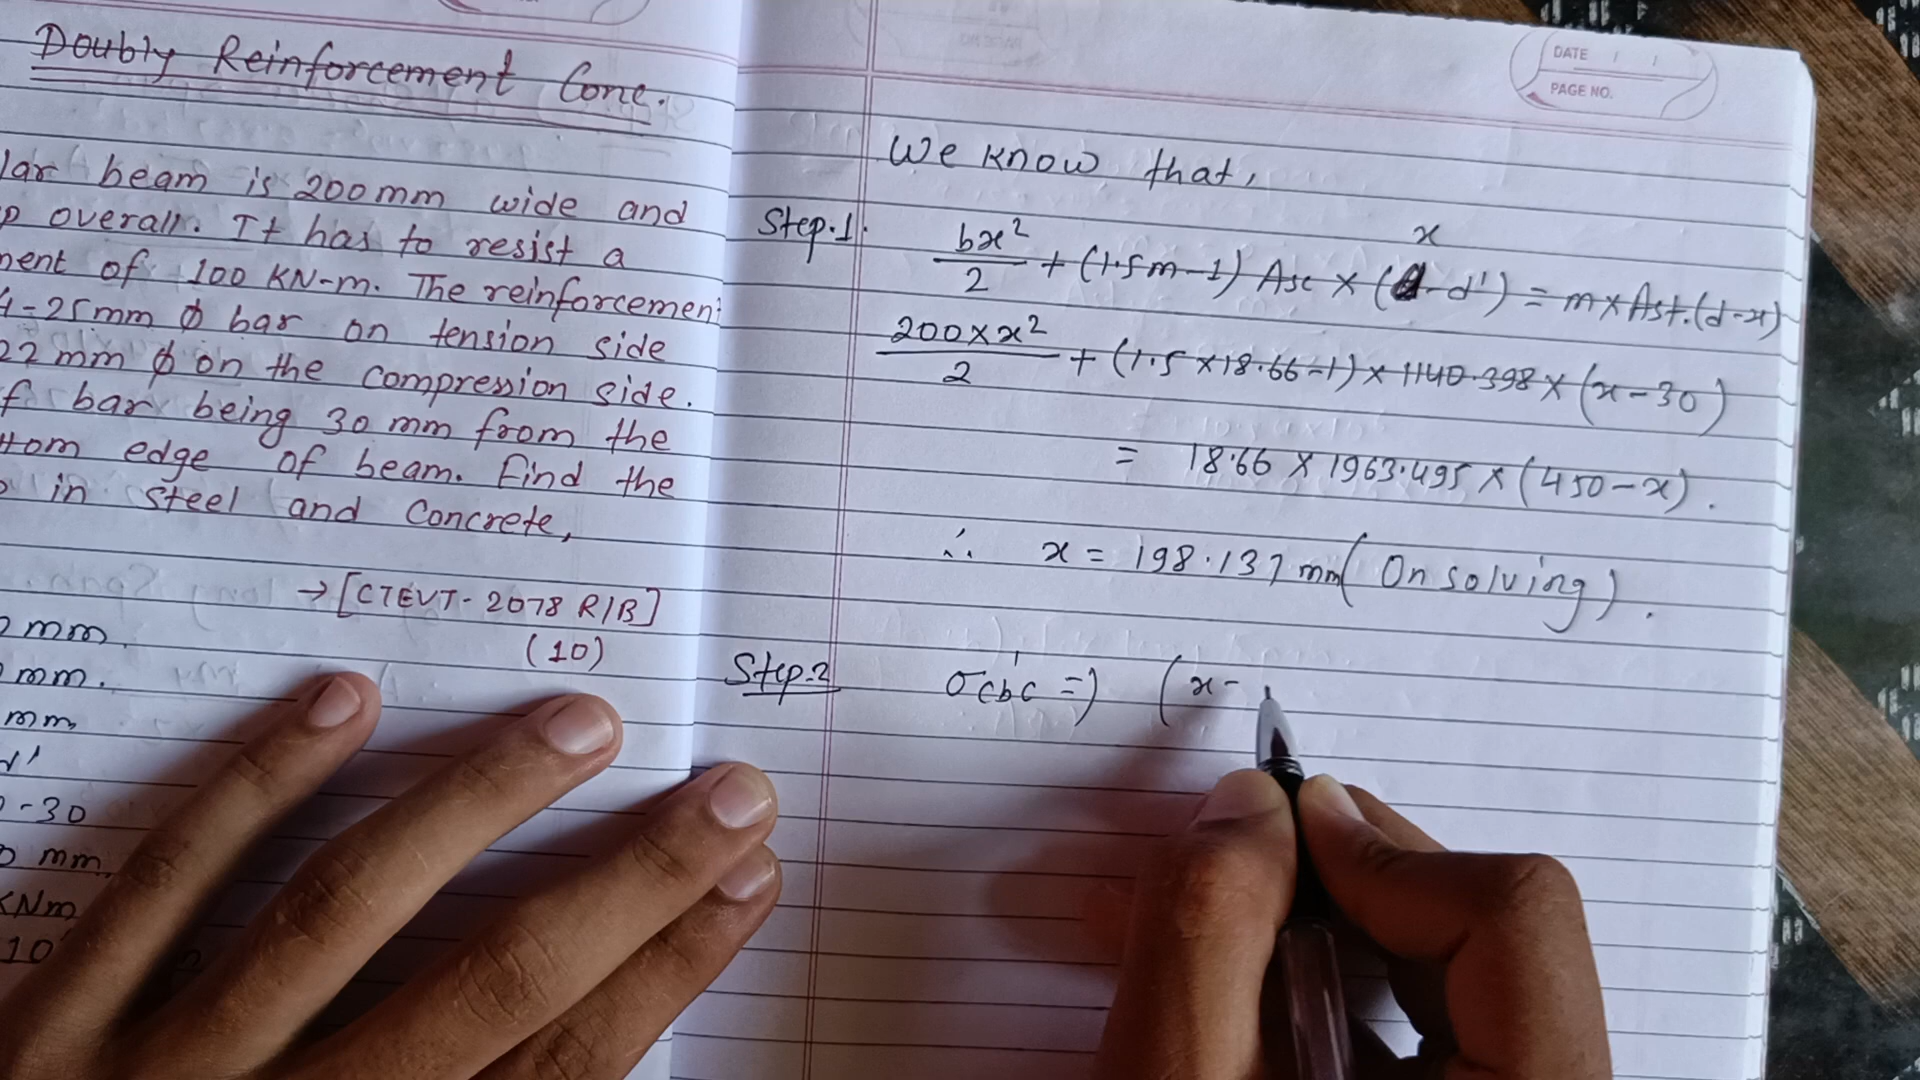 Doubly Reinforcement Conc.
lar beam is 200mm wide and
overall. It has to resist a
ment of 100 KN-m. The reinforcement
4-25mm ϕ bar on tension side
22mm ϕ on the compression side.
f bar being 30 mm from the
ttom edge of beam. Find the
in steel and Concrete,
→ [CTEVT-2078 R/B]
(10)
mm
mm.
mm
d'
-30
mm
KNm
10
DATE / /
PAGE NO.
We know that,
Step.1. bx²/2 + (1.5m-1) Asc × (x-d') = m×Ast.(d-x)
200×x²/2 + (1.5×18.66-1)×1140.398×(x-30)
= 18.66 × 1963.495 × (450-x).
∴ x = 198.137 mm (On solving).
Step.2 σcbc' ⇒ (x-